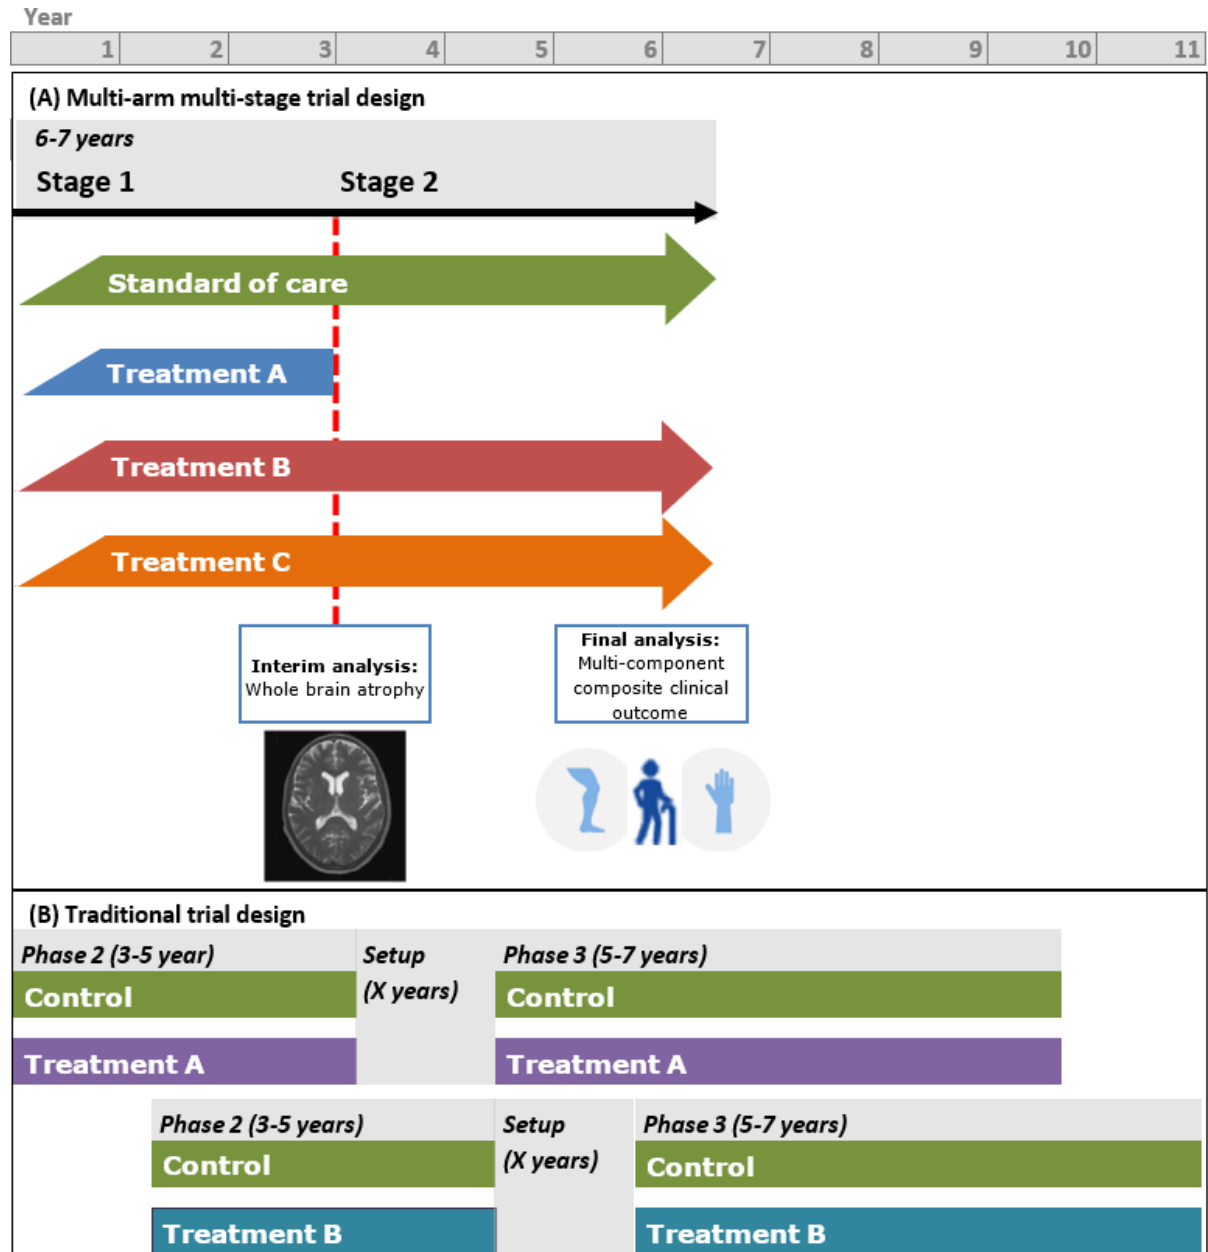 Year
1 2 3 4 5 6 7 8 9 10 11
(A) Multi-arm multi-stage trial design
6-7 years
Stage 1 Stage 2
Standard of care
Treatment A
Treatment B
Treatment C
Interim analysis:
Whole brain atrophy
Final analysis:
Multi-component
composite clinical
outcome
(B) Traditional trial design
Phase 2 (3-5 year) Setup Phase 3 (5-7 years)
Control (X years) Control
Treatment A Treatment A
Phase 2 (3-5 years) Setup Phase 3 (5-7 years)
Control (X years) Control
Treatment B Treatment B